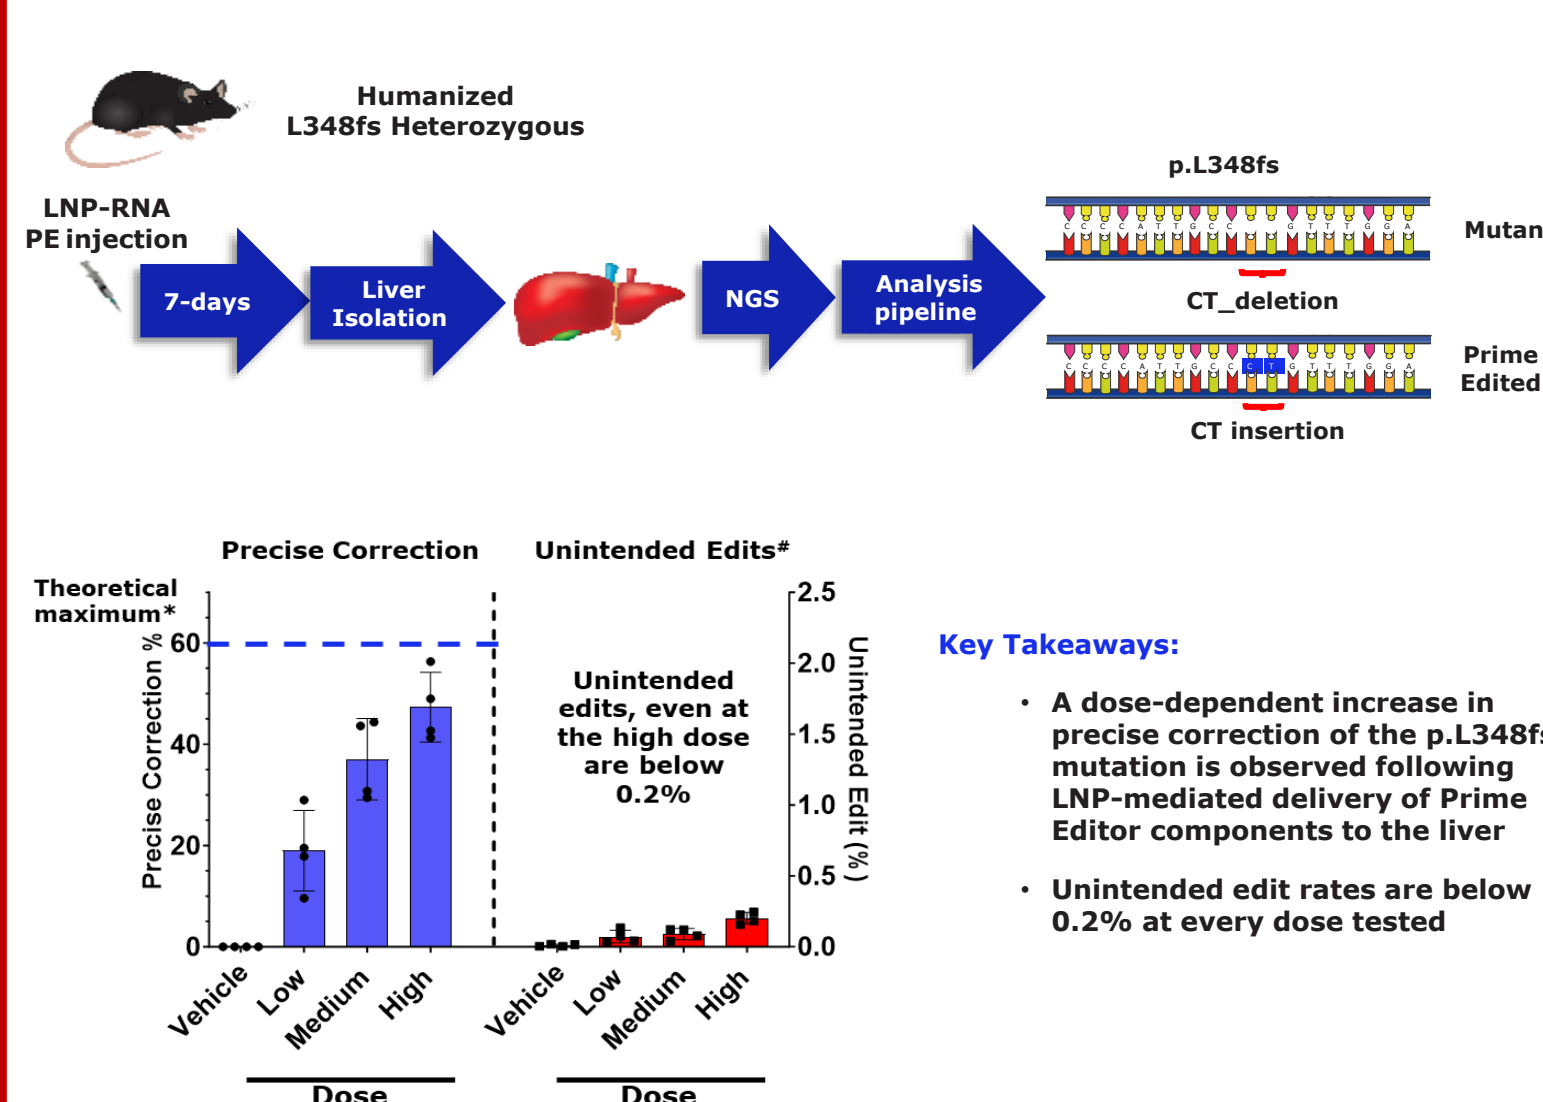 Humanized
L348fs Heterozygous
LNP-RNA
PE injection
7-days
Liver
Isolation
NGS
Analysis
pipeline
p.L348fs
C C C C A T T G C C G T T T G G A
Mutan
CT_deletion
C C C C A T T G C C C T G T T T G G A
Prime
Edited
CT insertion
Precise Correction
Unintended Edits#
Theoretical
maximum*
Precise Correction %
60
40
20
0
Unintended
edits, even at
the high dose
are below
0.2%
2.5
2.0
1.5
1.0
0.5
0.0
Unintended Edit (%)
Vehicle
Low
Medium
High
Dose
Vehicle
Low
Medium
High
Dose
Key Takeaways:
• A dose-dependent increase in
precise correction of the p.L348fs
mutation is observed following
LNP-mediated delivery of Prime
Editor components to the liver
• Unintended edit rates are below
0.2% at every dose tested